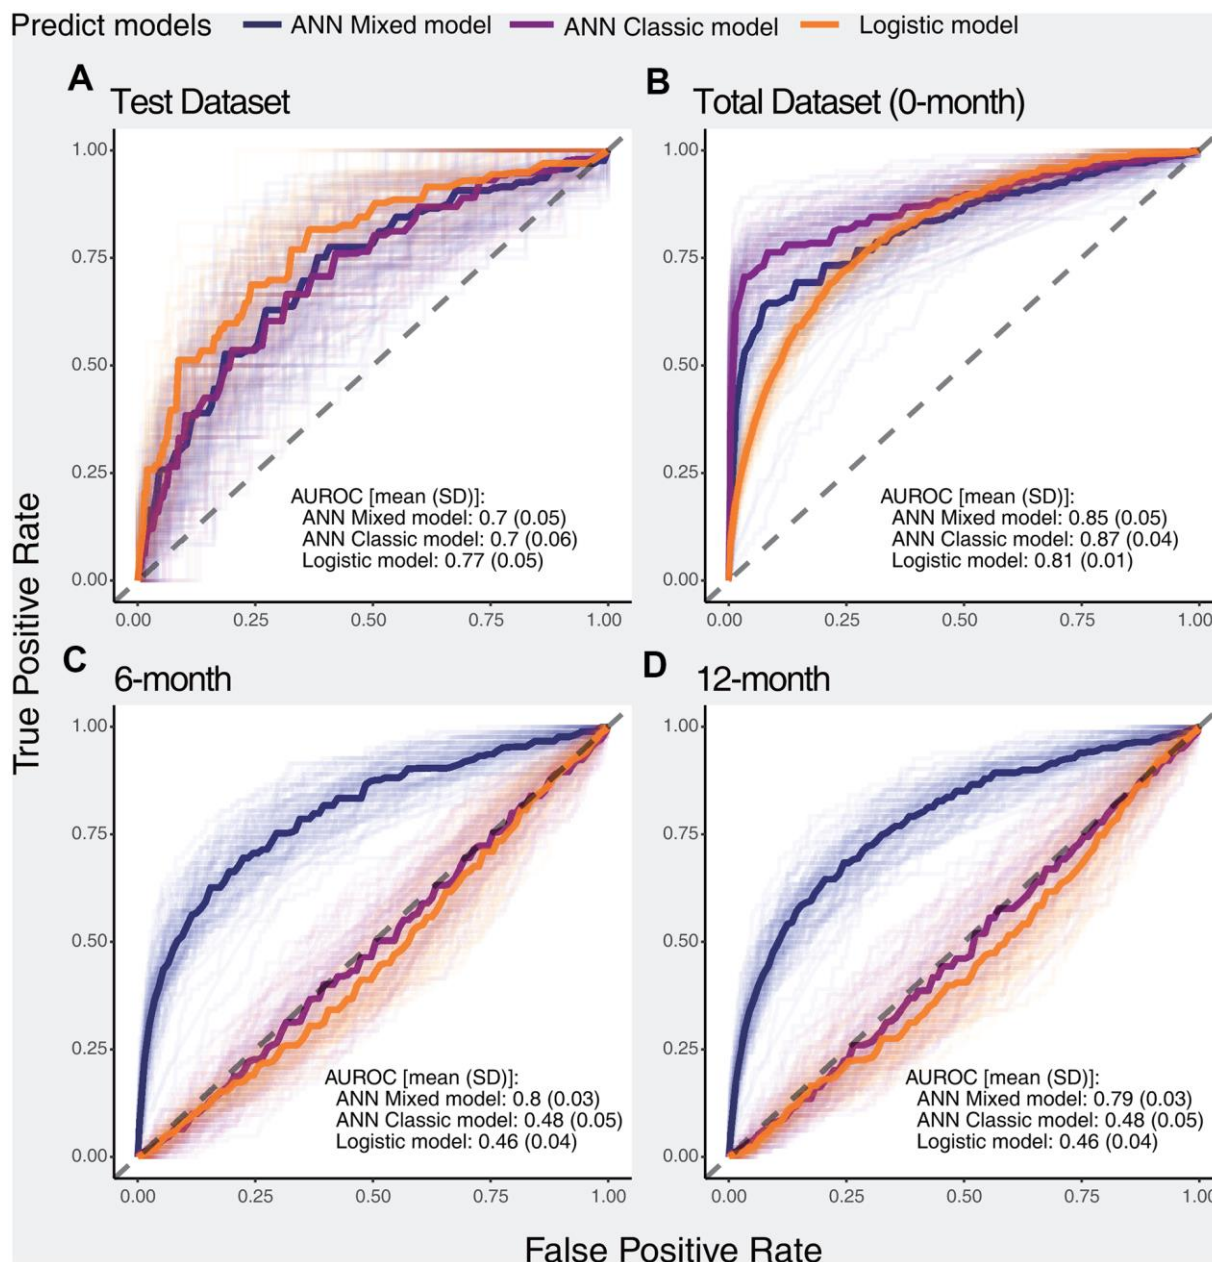 Predict models ANN Mixed model ANN Classic model Logistic model
A
Test Dataset
1.00
0.75
0.50
0.25
0.00
AUROC [mean (SD)]:
ANN Mixed model: 0.7 (0.05)
ANN Classic model: 0.7 (0.06)
Logistic model: 0.77 (0.05)
0.00 0.25 0.50 0.75 1.00
B
Total Dataset (0-month)
1.00
0.75
0.50
0.25
0.00
AUROC [mean (SD)]:
ANN Mixed model: 0.85 (0.05)
ANN Classic model: 0.87 (0.04)
Logistic model: 0.81 (0.01)
0.00 0.25 0.50 0.75 1.00
True Positive Rate
C
6-month
1.00
0.75
0.50
0.25
0.00
AUROC [mean (SD)]:
ANN Mixed model: 0.8 (0.03)
ANN Classic model: 0.48 (0.05)
Logistic model: 0.46 (0.04)
0.00 0.25 0.50 0.75 1.00
D
12-month
1.00
0.75
0.50
0.25
0.00
AUROC [mean (SD)]:
ANN Mixed model: 0.79 (0.03)
ANN Classic model: 0.48 (0.05)
Logistic model: 0.46 (0.04)
0.00 0.25 0.50 0.75 1.00
False Positive Rate